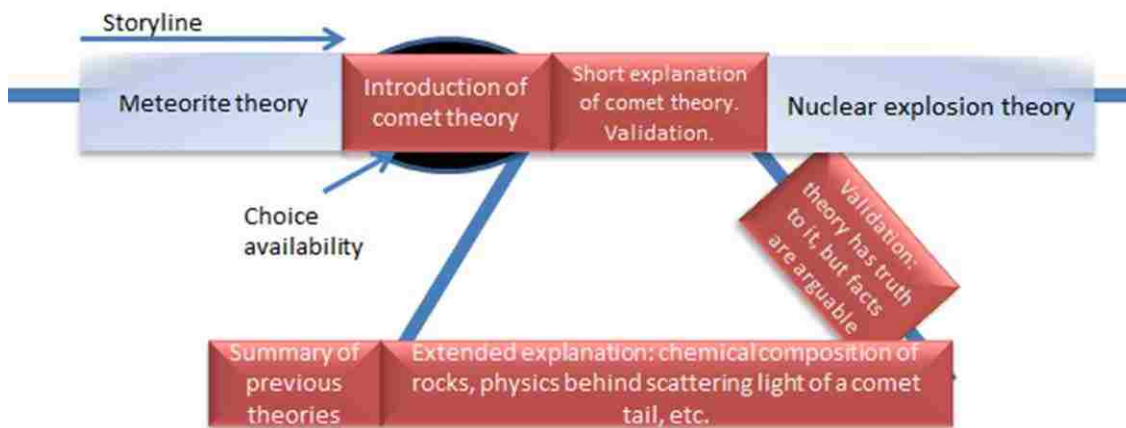 Storyline
Meteorite theory
Introduction of
comet theory
Short explanation
of comet theory.
Validation.
Nuclear explosion theory
Choice
availability
Validation:
theory has truth
to it, but facts
are arguable
Summary of
previous
theories
Extended explanation: chemical composition of
rocks, physics behind scattering light of a comet
tail, etc.